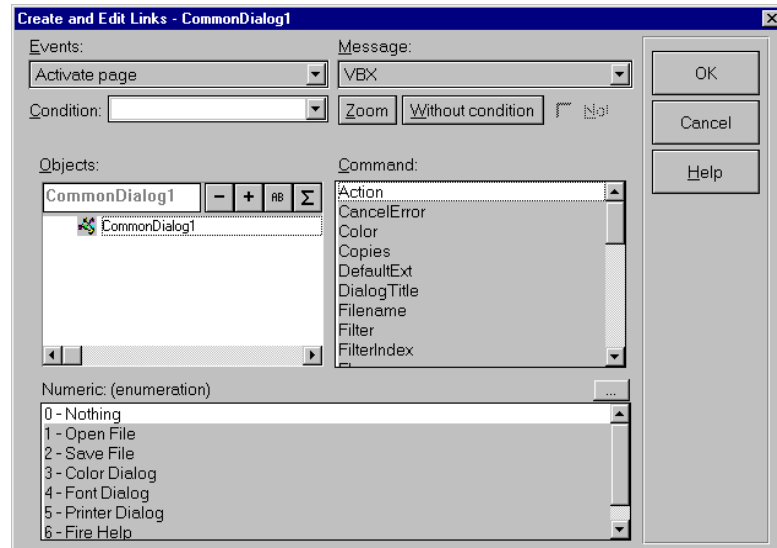 Create and Edit Links - CommonDialog1
Events:
Activate page
Message:
VBX
Condition:
Zoom
Without condition
Not
OK
Cancel
Help
Objects:
CommonDialog1
AB
Σ
CommonDialog1
Command:
Action
CancelError
Color
Copies
DefaultExt
DialogTitle
Filename
Filter
FilterIndex
Numeric: (enumeration)
...
0 - Nothing
1 - Open File
2 - Save File
3 - Color Dialog
4 - Font Dialog
5 - Printer Dialog
6 - Fire Help